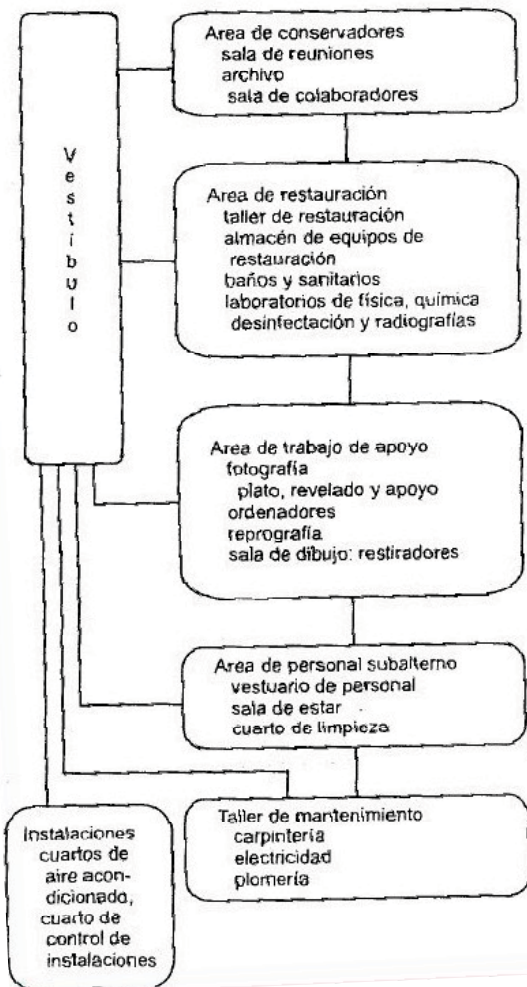 Vestíbulo
Area de conservadores
sala de reuniones
archivo
sala de colaboradores
Area de restauración
taller de restauración
almacén de equipos de
restauración
baños y sanitarios
laboratorios de física, química
desinfectación y radiografías
Area de trabajo de apoyo
fotografía
plato, revelado y apoyo
ordenadores
reprografía
sala de dibujo: restiradores
Area de personal subalterno
vestuario de personal
sala de estar
cuarto de limpieza
Taller de mantenimiento
carpintería
electricidad
plomería
Instalaciones
cuartos de
aire acon-
dicionado,
cuarto de
control de
instalaciones